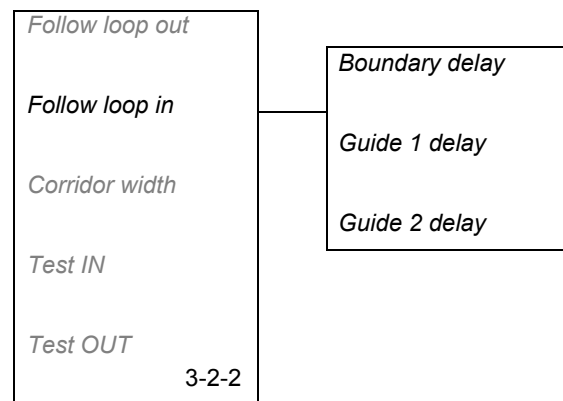 Follow loop out
Follow loop in
Corridor width
Test IN
Test OUT
3-2-2
Boundary delay
Guide 1 delay
Guide 2 delay